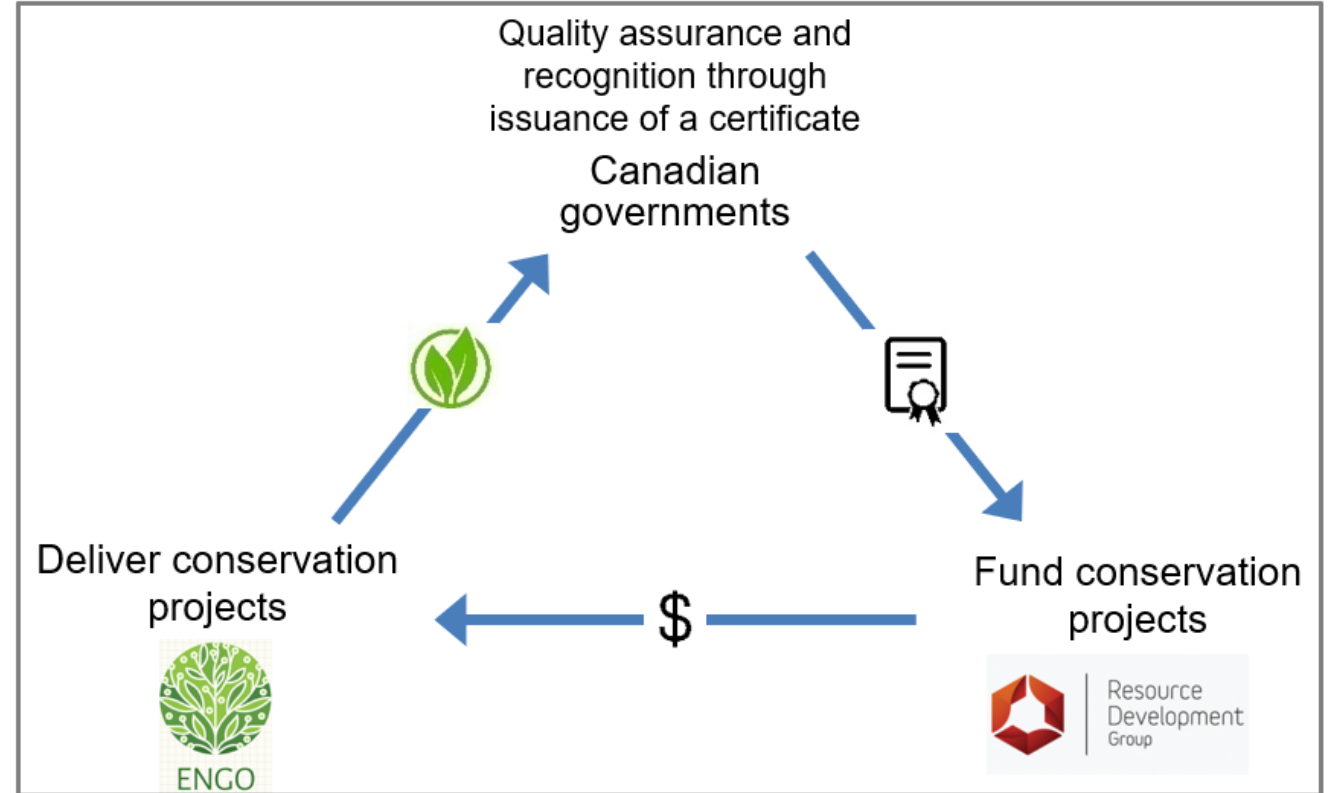 Quality assurance and
recognition through
issuance of a certificate
Canadian
governments
Deliver conservation
projects
ENGO
$
Fund conservation
projects
Resource
Development
Group